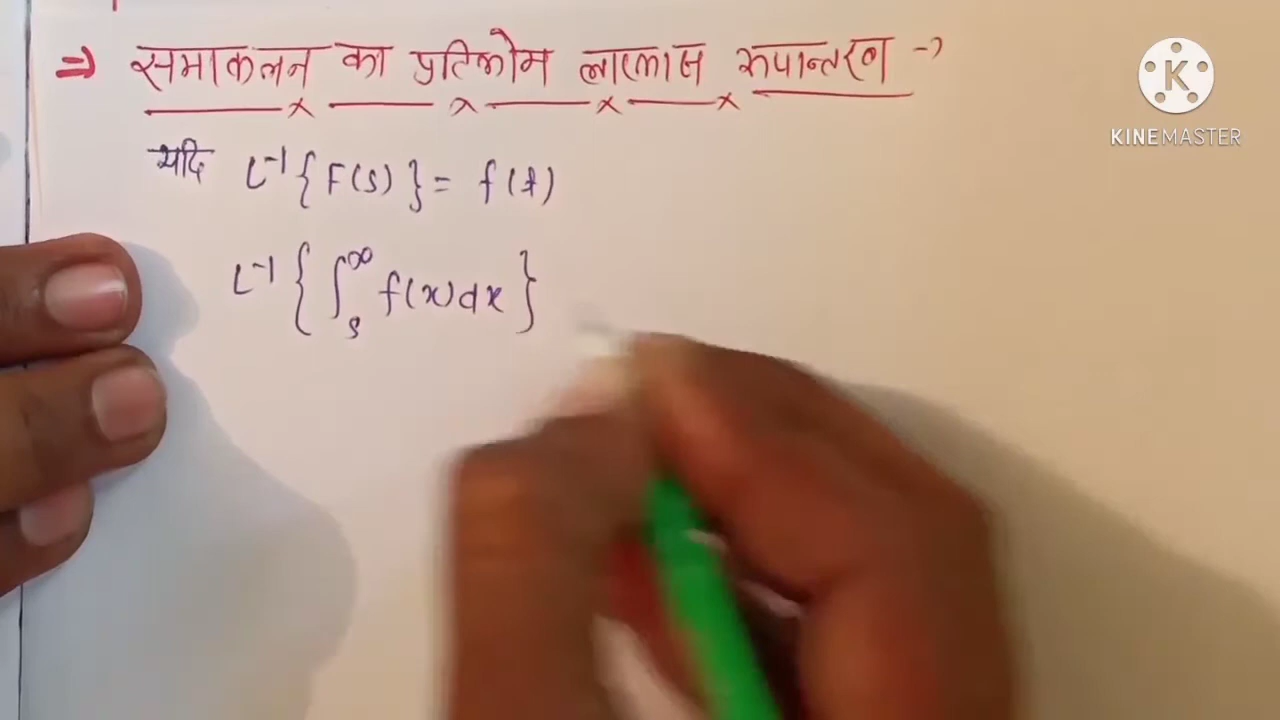 ⇒ समाकलन का प्रतिलोम लाप्लास रूपान्तरण →
यदि L⁻¹{F(s)} = f(t)
L⁻¹{∫ₛ^∞ f(x)dx}
K
KINEMASTER